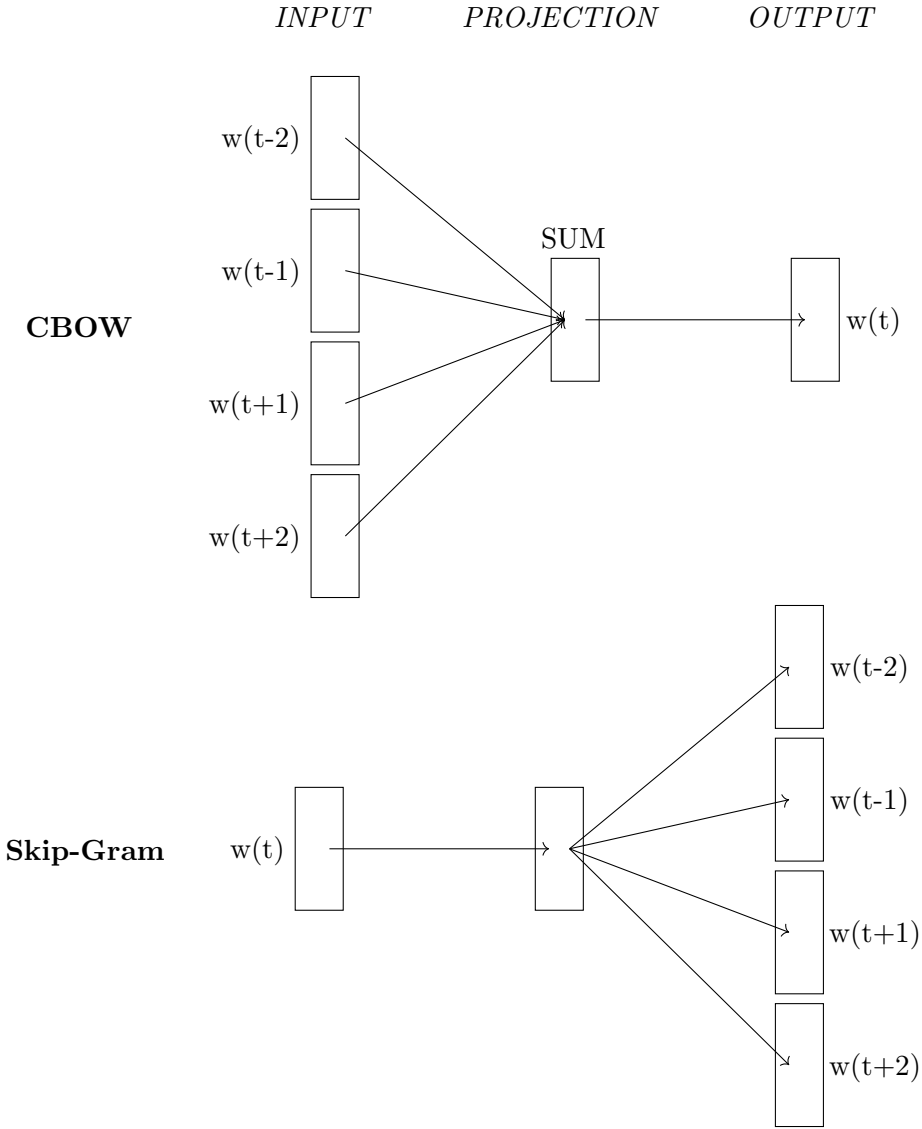 INPUT PROJECTION OUTPUT
w(t-2)
w(t-1)
SUM
CBOW
w(t)
w(t+1)
w(t+2)
w(t-2)
w(t-1)
Skip-Gram
w(t)
w(t+1)
w(t+2)